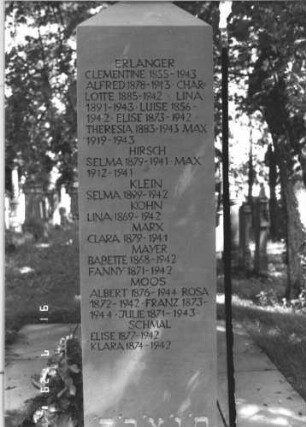 ERLANGER
CLEMENTINE 1855-1943
ALFRED 1878-1943 · CHAR-
LOTTE 1885-1942 · LINA
1891-1943 · LUISE 1856-
1942 · ELISE 1873-1942 ·
THERESIA 1883-1943 MAX
1919-1943
HIRSCH
SELMA 1879-1941 · MAX
1912-1941
KLEIN
SELMA 1899-1942
KOHN
LINA 1869-1942
MARX
CLARA 1879-1941
MAYER
BABETTE 1868-1942
FANNY 1871-1942
MOOS
ALBERT 1876-1944 ROSA
1872-1942 · FRANZ 1873-
1944 · JULIE 1871-1943
SCHMAL
ELISE 1877-1942
KLARA 1874-1942